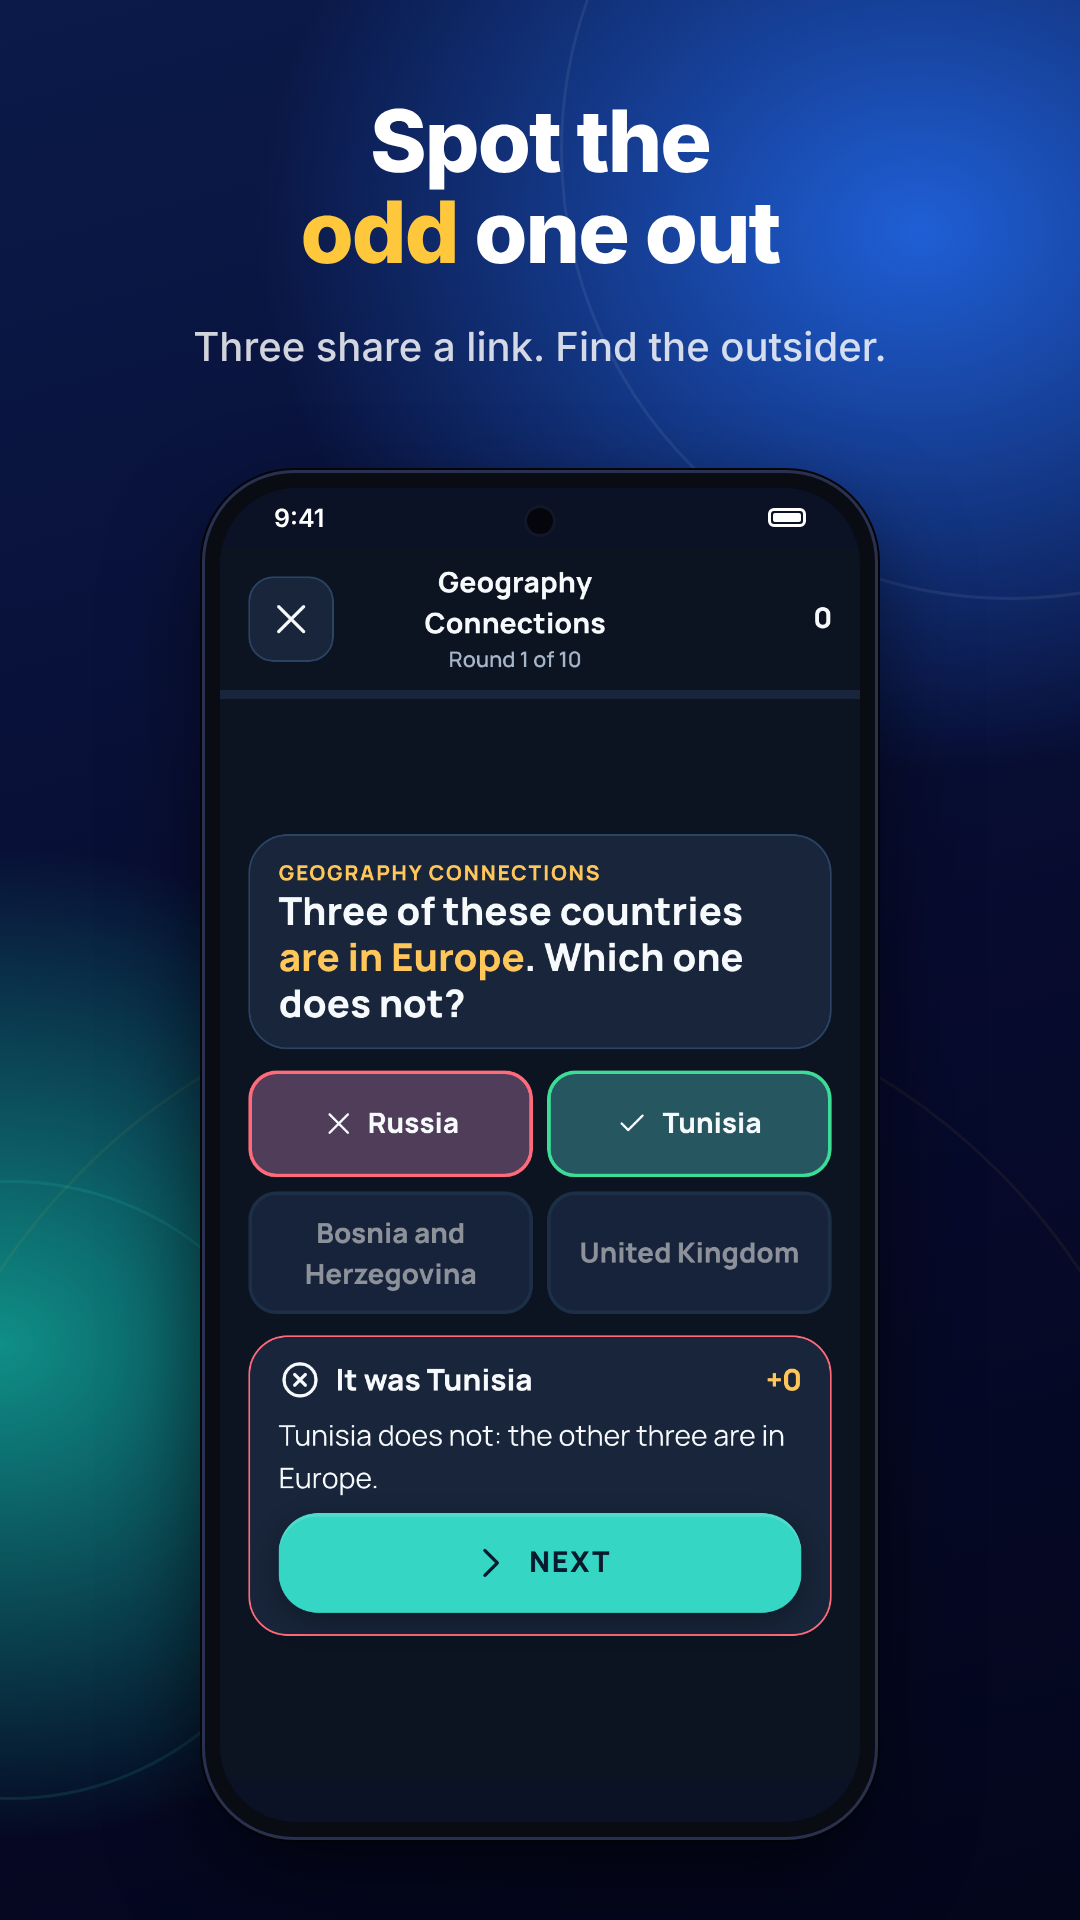 Spot the
odd one out
Three share a link. Find the outsider.
9:41
Geography
Connections
Round 1 of 10
0
GEOGRAPHY CONNECTIONS
Three of these countries
are in Europe. Which one
does not?
Russia
Tunisia
Bosnia and
Herzegovina
United Kingdom
It was Tunisia
+0
Tunisia does not: the other three are in
Europe.
NEXT